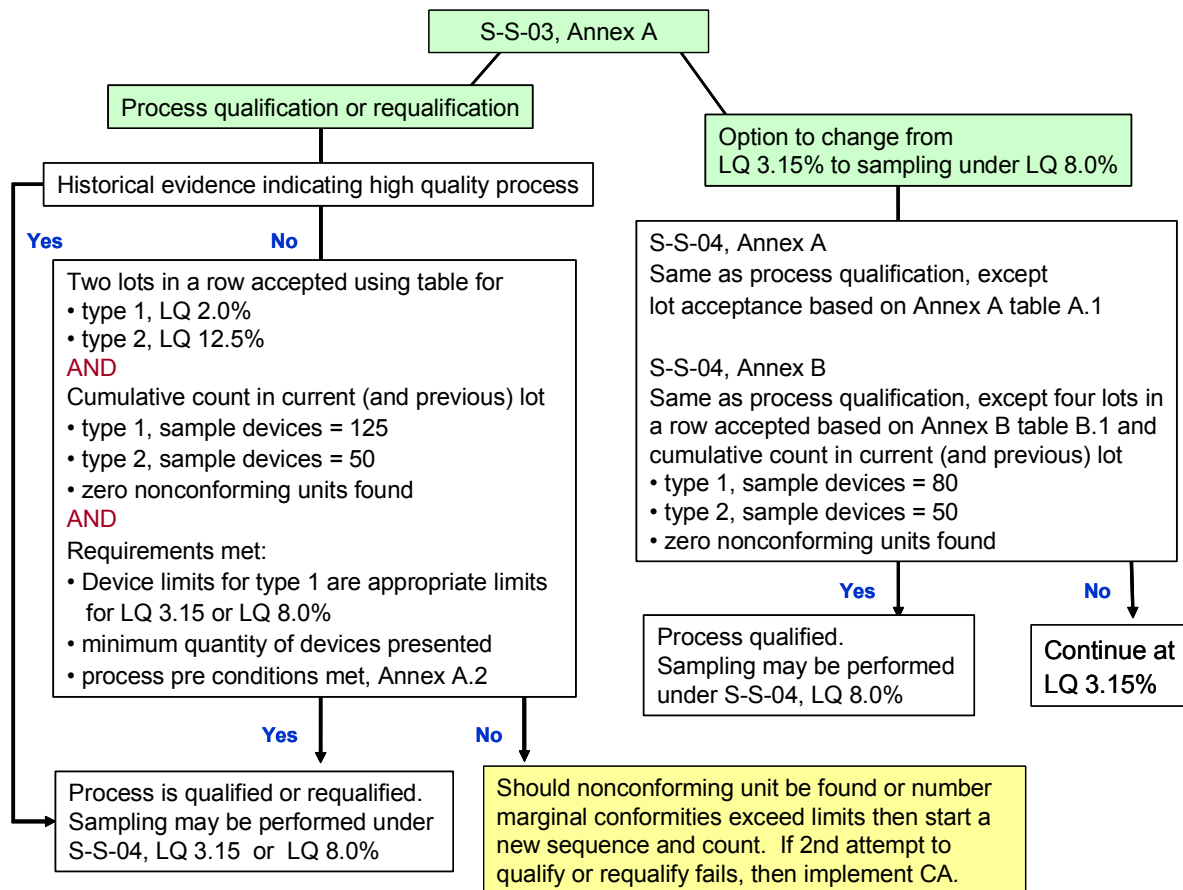 S-S-03, Annex A
Process qualification or requalification
Historical evidence indicating high quality process
Yes
No
Two lots in a row accepted using table for
• type 1, LQ 2.0%
• type 2, LQ 12.5%
AND
Cumulative count in current (and previous) lot
• type 1, sample devices = 125
• type 2, sample devices = 50
• zero nonconforming units found
AND
Requirements met:
• Device limits for type 1 are appropriate limits
for LQ 3.15 or LQ 8.0%
• minimum quantity of devices presented
• process pre conditions met, Annex A.2
Yes
No
Process is qualified or requalified.
Sampling may be performed under
S-S-04, LQ 3.15 or LQ 8.0%
Should nonconforming unit be found or number
marginal conformities exceed limits then start a
new sequence and count. If 2nd attempt to
qualify or requalify fails, then implement CA.
Option to change from
LQ 3.15% to sampling under LQ 8.0%
S-S-04, Annex A
Same as process qualification, except
lot acceptance based on Annex A table A.1
S-S-04, Annex B
Same as process qualification, except four lots in
a row accepted based on Annex B table B.1 and
cumulative count in current (and previous) lot
• type 1, sample devices = 80
• type 2, sample devices = 50
• zero nonconforming units found
Yes
No
Process qualified.
Sampling may be performed
under S-S-04, LQ 8.0%
Continue at
LQ 3.15%